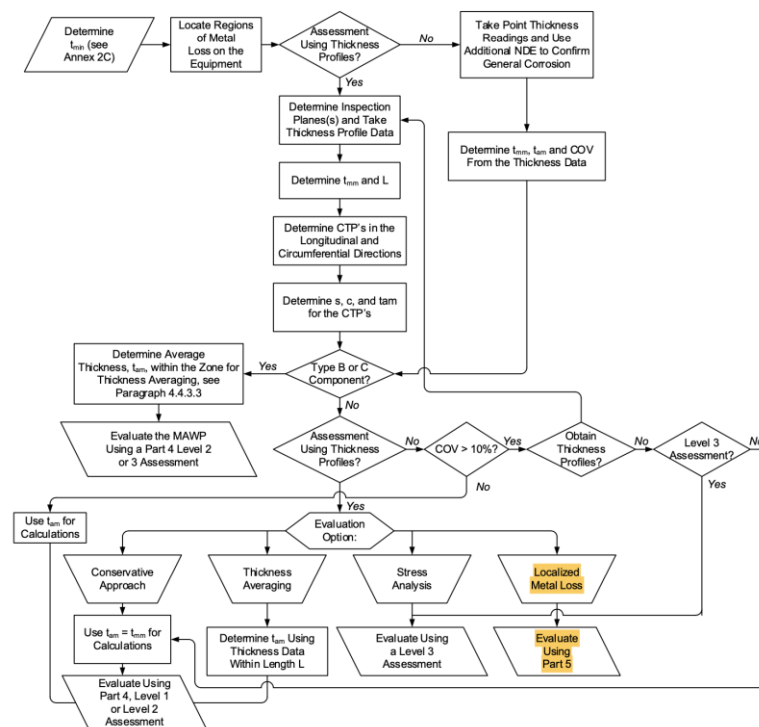 Determine
tmin (see
Annex 2C)
Locate Regions
of Metal
Loss on the
Equipment
Assessment
Using Thickness
Profiles?
No
Take Point Thickness
Readings and Use
Additional NDE to Confirm
General Corrosion
Yes
Determine Inspection
Planes(s) and Take
Thickness Profile Data
Determine tmm, tam and COV
From the Thickness Data
Determine tmm and L
Determine CTP's in the
Longitudinal and
Circumferential Directions
Determine s, c, and tam
for the CTP's
Determine Average
Thickness, tam, within the Zone for
Thickness Averaging, see
Paragraph 4.4.3.3
Yes
Type B or C
Component?
No
Evaluate the MAWP
Using a Part 4 Level 2
or 3 Assessment
Assessment
Using Thickness
Profiles?
No
COV > 10%?
Yes
Obtain
Thickness
Profiles?
No
Level 3
Assessment?
No
No
Yes
Yes
Use tam for
Calculations
Evaluation
Option:
Conservative
Approach
Thickness
Averaging
Stress
Analysis
Localized
Metal Loss
Use tam = tmm for
Calculations
Determine tam Using
Thickness Data
Within Length L
Evaluate Using
a Level 3
Assessment
Evaluate
Using
Part 5
Evaluate Using
Part 4, Level 1
or Level 2
Assessment